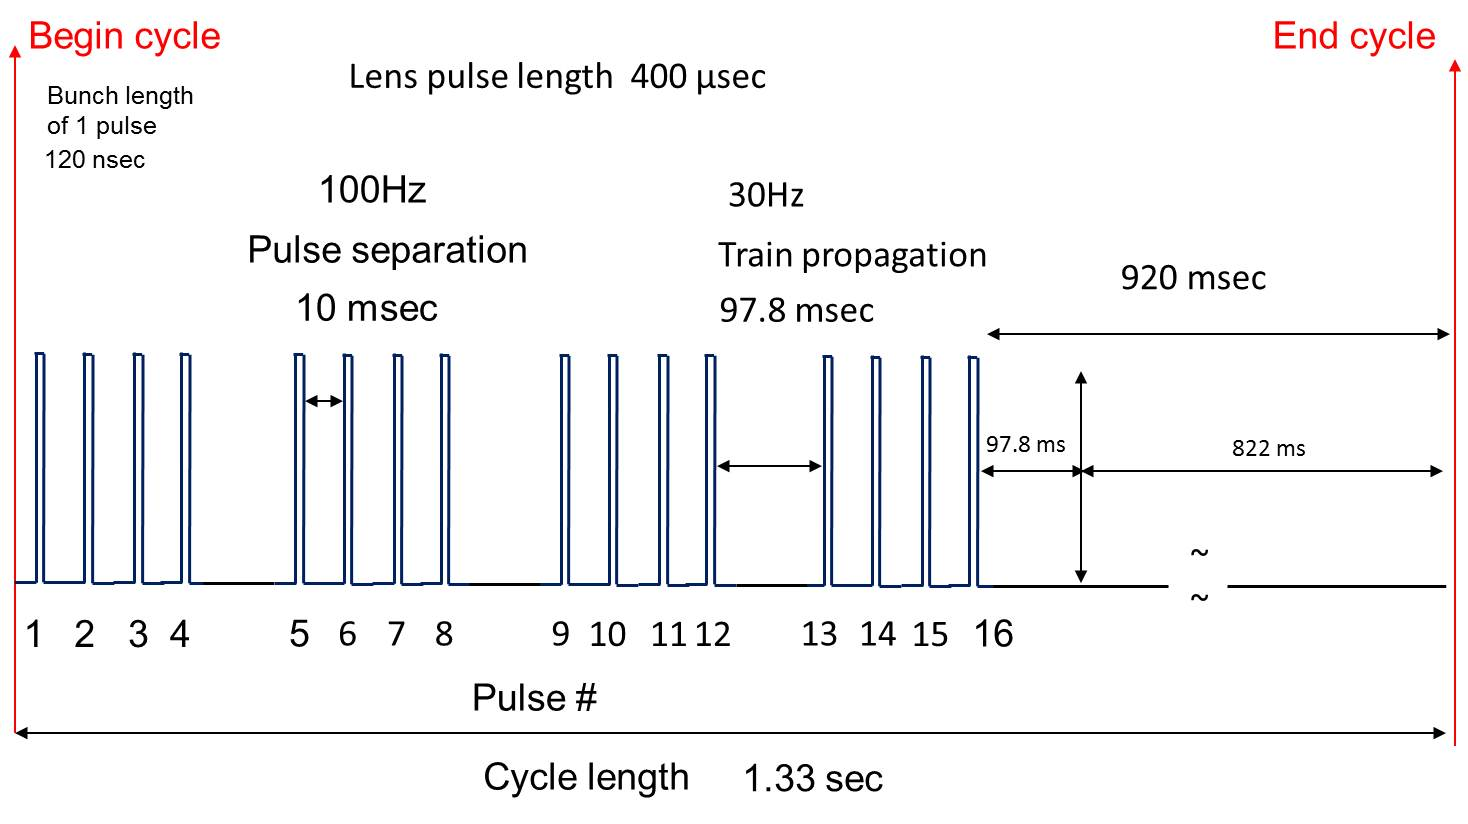 Begin cycle
End cycle
Lens pulse length 400 µsec
Bunch length
of 1 pulse
120 nsec
100Hz
30Hz
Pulse separation
Train propagation
10 msec
97.8 msec
920 msec
97.8 ms
822 ms
~
~
1 2 3 4 5 6 7 8 9 10 11 12 13 14 15 16
Pulse #
Cycle length 1.33 sec